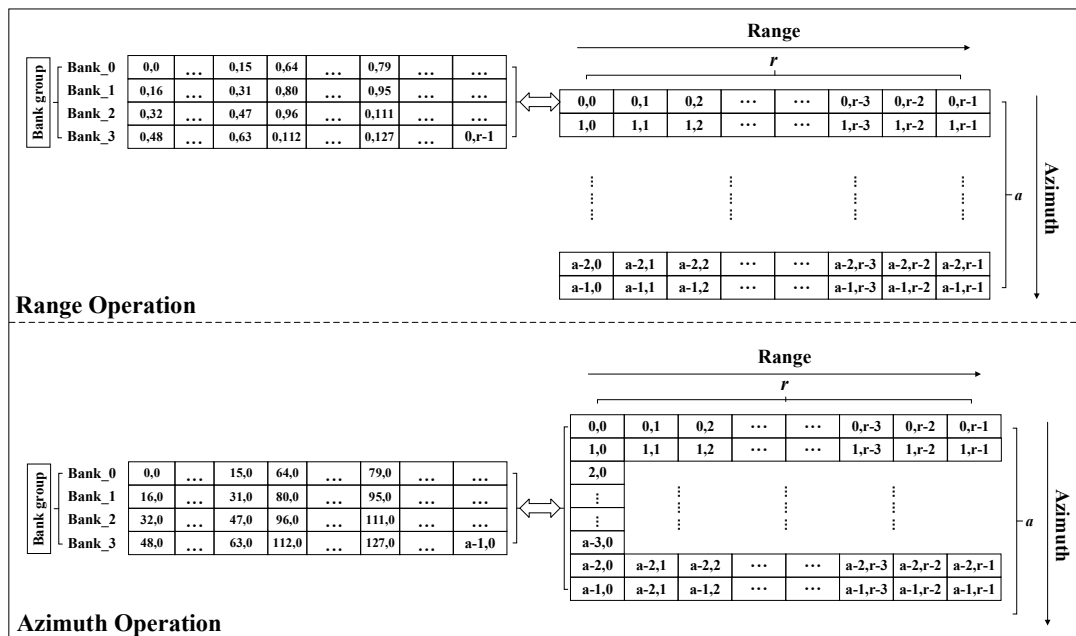 Range
r
Bank group
Bank_0 0,0 ... 0,15 0,64 ... 0,79 ... ...
Bank_1 0,16 ... 0,31 0,80 ... 0,95 ... ...
Bank_2 0,32 ... 0,47 0,96 ... 0,111 ... ...
Bank_3 0,48 ... 0,63 0,112 ... 0,127 ... 0,r-1
0,0 0,1 0,2 ... ... 0,r-3 0,r-2 0,r-1
1,0 1,1 1,2 ... ... 1,r-3 1,r-2 1,r-1
a
Azimuth
a-2,0 a-2,1 a-2,2 ... ... a-2,r-3 a-2,r-2 a-2,r-1
a-1,0 a-1,1 a-1,2 ... ... a-1,r-3 a-1,r-2 a-1,r-1
Range Operation
Range
r
Bank group
Bank_0 0,0 ... 15,0 64,0 ... 79,0 ... ...
Bank_1 16,0 ... 31,0 80,0 ... 95,0 ... ...
Bank_2 32,0 ... 47,0 96,0 ... 111,0 ... ...
Bank_3 48,0 ... 63,0 112,0 ... 127,0 ... a-1,0
0,0 0,1 0,2 ... ... 0,r-3 0,r-2 0,r-1
1,0 1,1 1,2 ... ... 1,r-3 1,r-2 1,r-1
2,0
...
...
a-3,0
a
Azimuth
a-2,0 a-2,1 a-2,2 ... ... a-2,r-3 a-2,r-2 a-2,r-1
a-1,0 a-2,1 a-1,2 ... ... a-1,r-3 a-1,r-2 a-1,r-1
Azimuth Operation